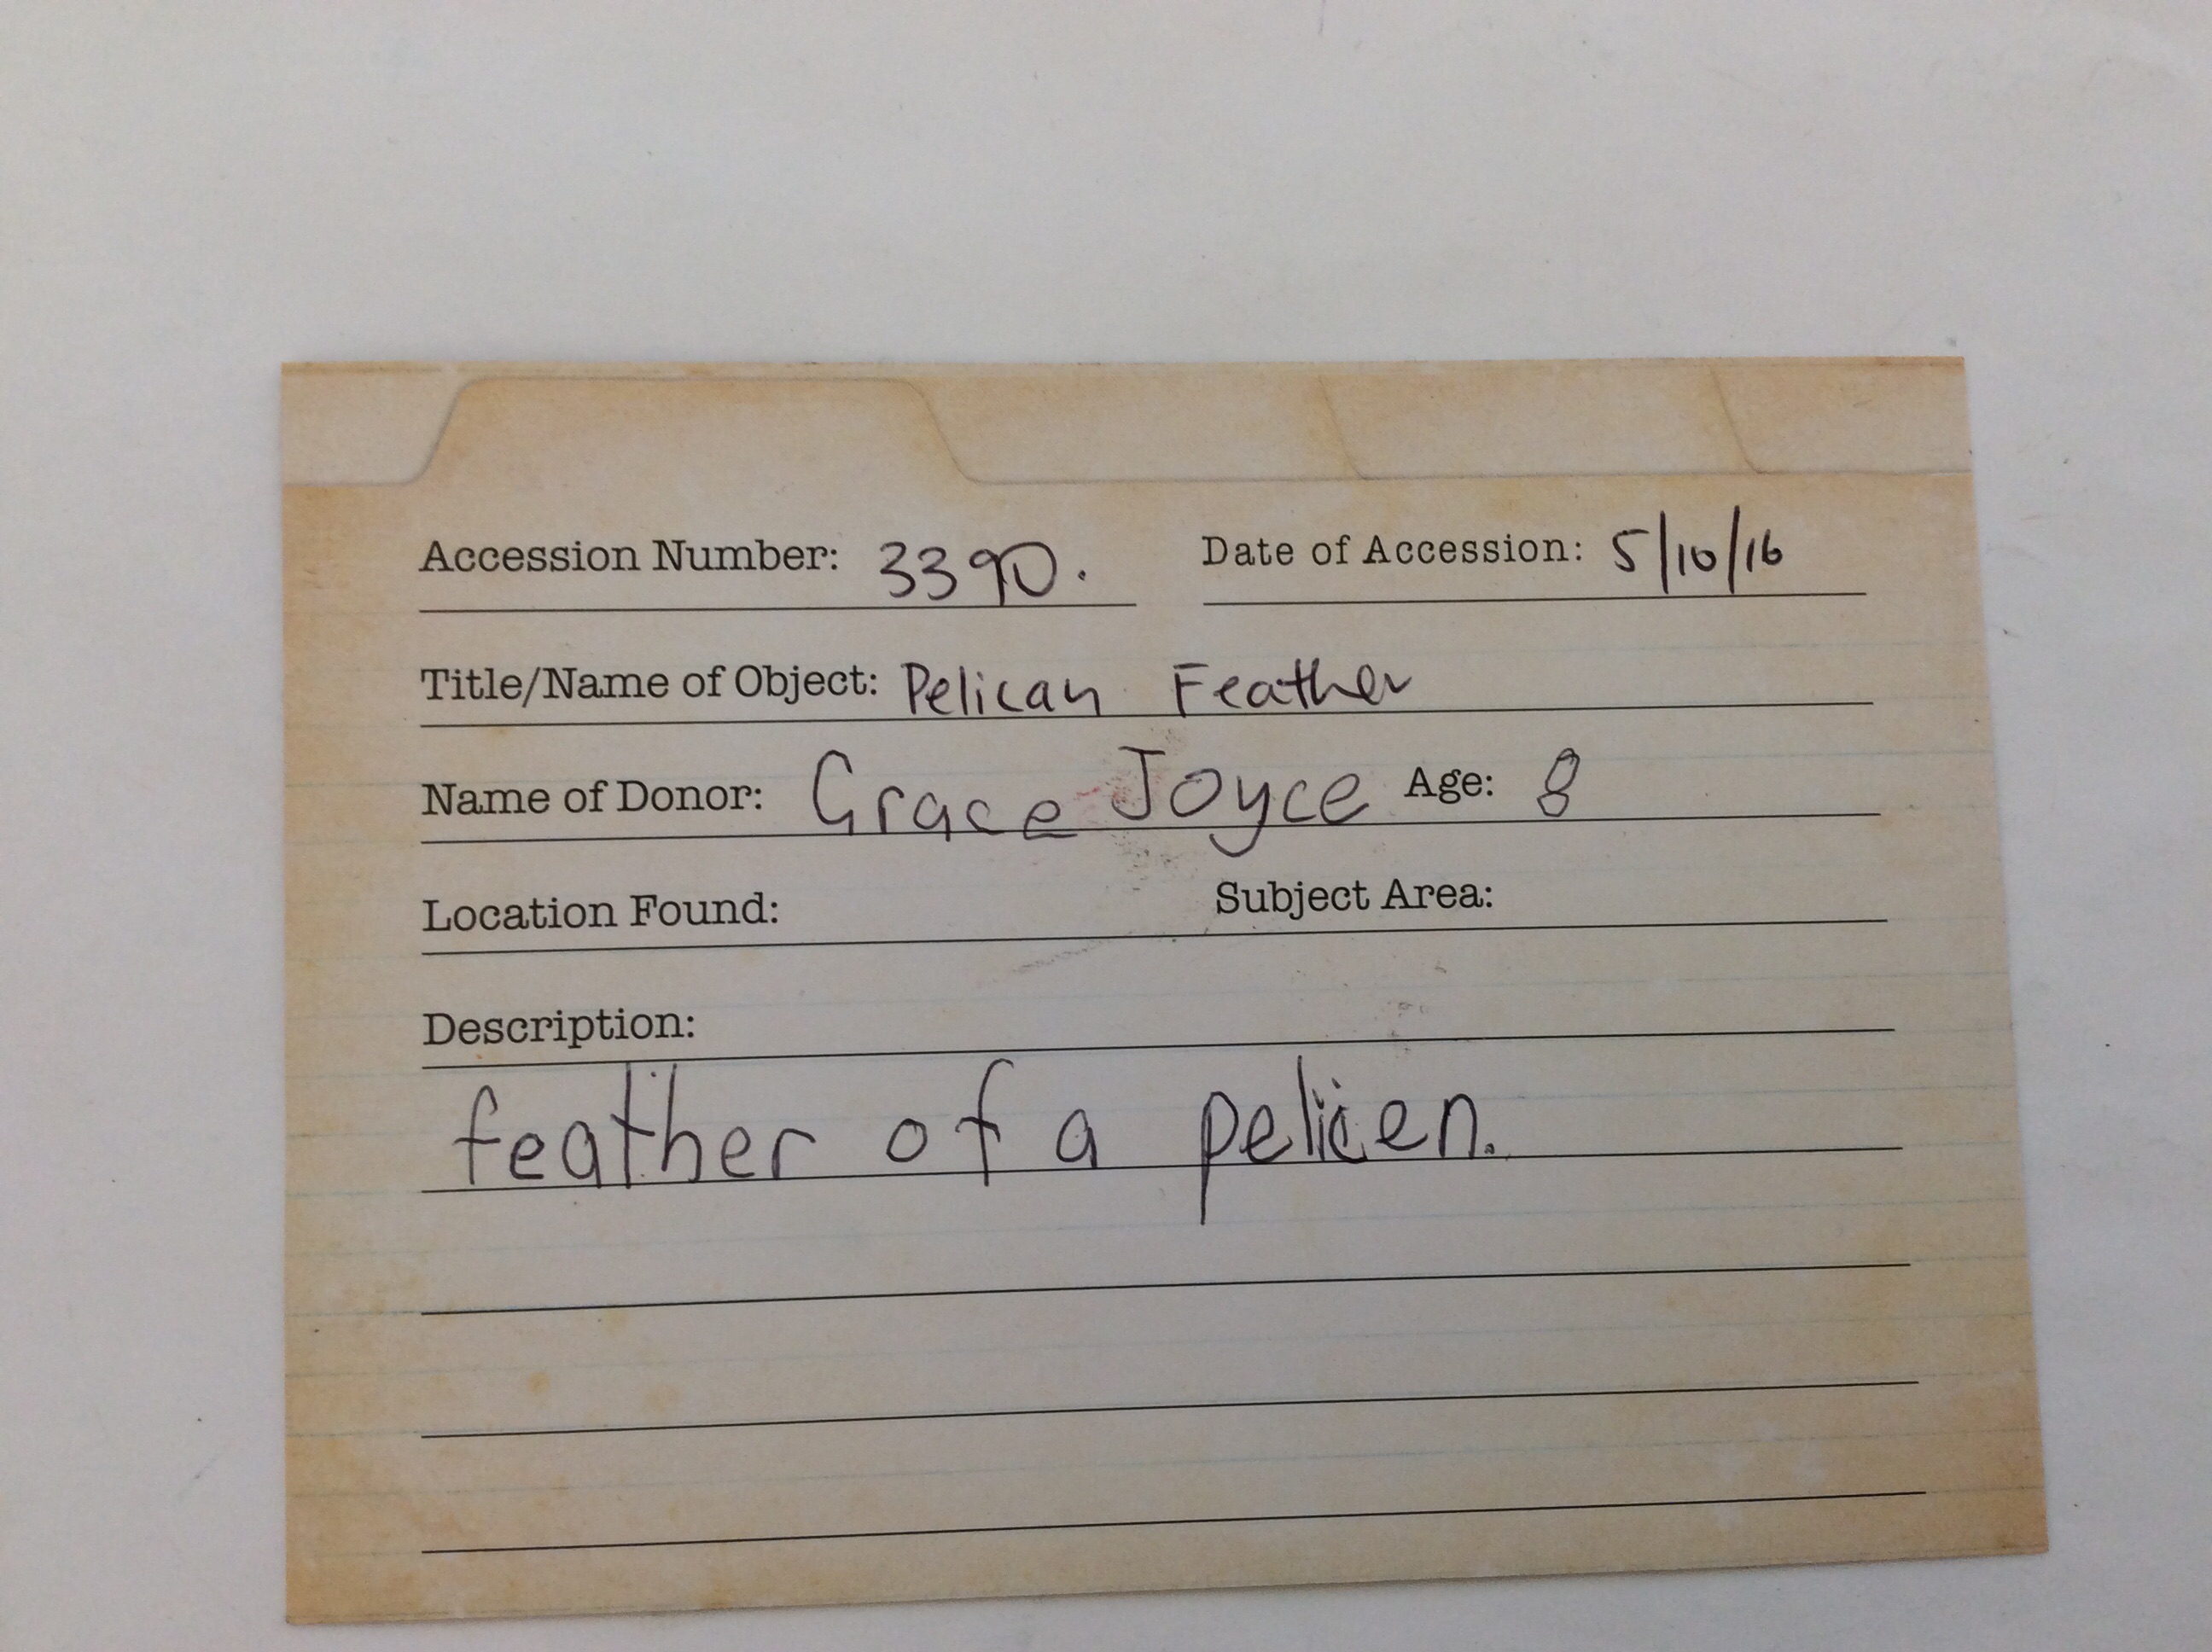 Accession Number: 3390. Date of Accession: 5/10/16
Title/Name of Object: Pelican Feather
Name of Donor: Grace Joyce Age: 8
Location Found: Subject Area:
Description:
feather of a pelicen.